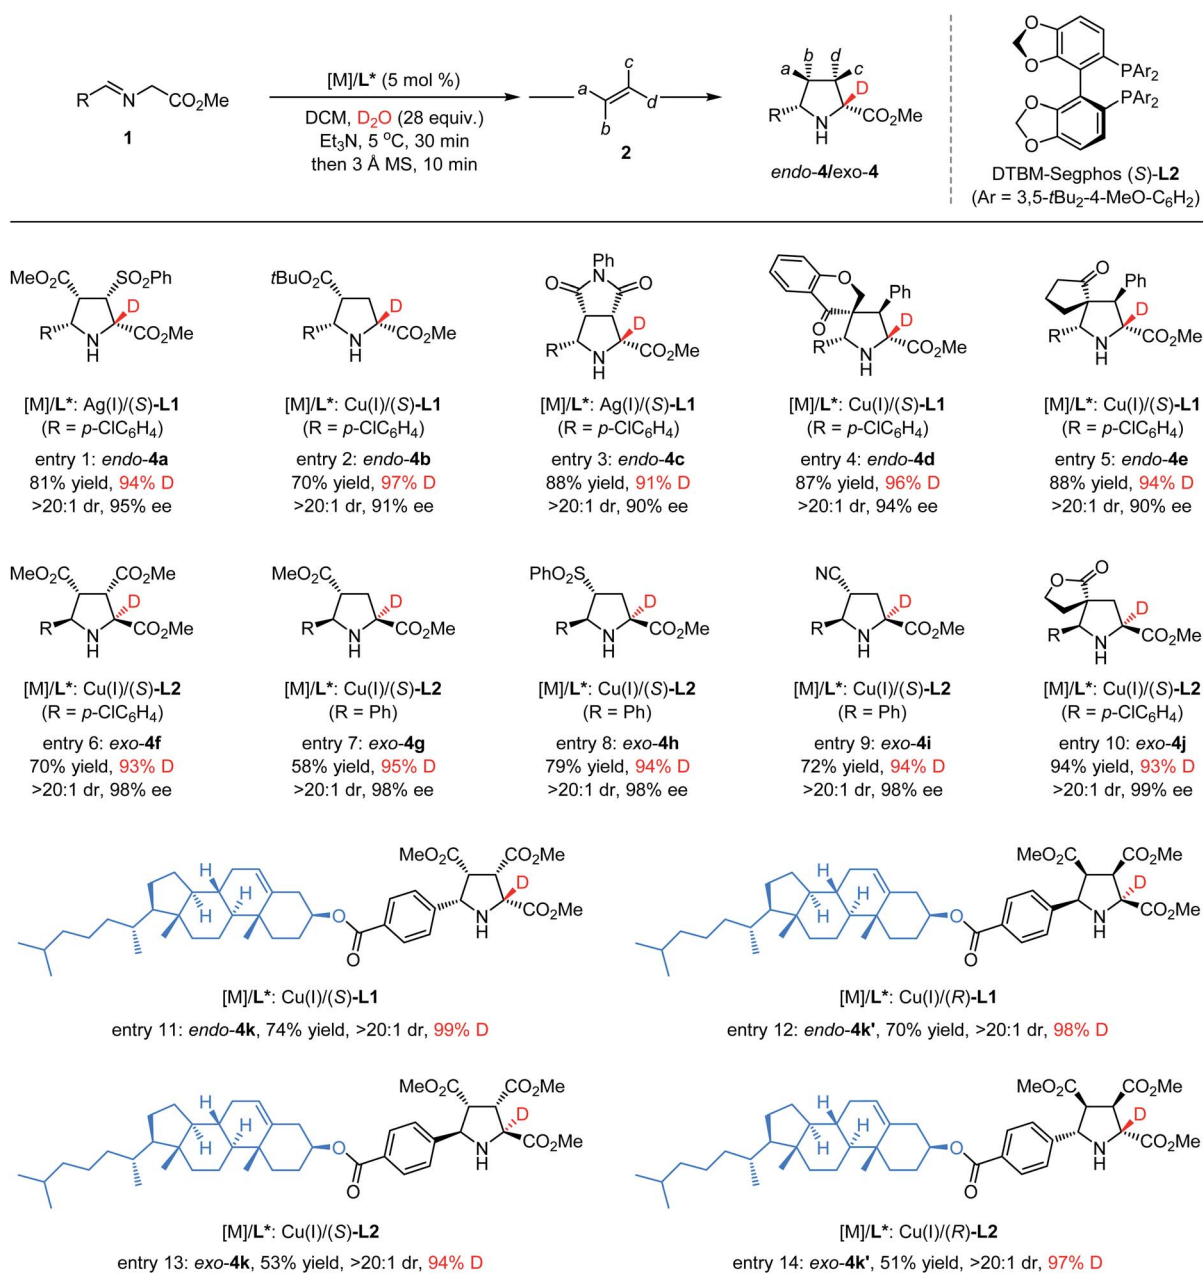 [M]/L* (5 mol %)
DCM, D2O (28 equiv.)
Et3N, 5 °C, 30 min
then 3 Å MS, 10 min
R N CO2Me
1
a b c d
2
a b d c
R N H D CO2Me
endo-4/exo-4
O O O O PAr2 PAr2
DTBM-Segphos (S)-L2
(Ar = 3,5-tBu2-4-MeO-C6H2)
MeO2C SO2Ph R N H D CO2Me
tBuO2C R N H D CO2Me
Ph N O O R N H D CO2Me
O O Ph R N H D CO2Me
O Ph R N H D CO2Me
[M]/L*: Ag(I)/(S)-L1
(R = p-ClC6H4)
entry 1: endo-4a
81% yield, 94% D
>20:1 dr, 95% ee
[M]/L*: Cu(I)/(S)-L1
(R = p-ClC6H4)
entry 2: endo-4b
70% yield, 97% D
>20:1 dr, 91% ee
[M]/L*: Ag(I)/(S)-L1
(R = p-ClC6H4)
entry 3: endo-4c
88% yield, 91% D
>20:1 dr, 90% ee
[M]/L*: Cu(I)/(S)-L1
(R = p-ClC6H4)
entry 4: endo-4d
87% yield, 96% D
>20:1 dr, 94% ee
[M]/L*: Cu(I)/(S)-L1
(R = p-ClC6H4)
entry 5: endo-4e
88% yield, 94% D
>20:1 dr, 90% ee
MeO2C CO2Me R N H D CO2Me
MeO2C R N H D CO2Me
PhO2S R N H D CO2Me
NC R N H D CO2Me
O O R N H D CO2Me
[M]/L*: Cu(I)/(S)-L2
(R = p-ClC6H4)
entry 6: exo-4f
70% yield, 93% D
>20:1 dr, 98% ee
[M]/L*: Cu(I)/(S)-L2
(R = Ph)
entry 7: exo-4g
58% yield, 95% D
>20:1 dr, 98% ee
[M]/L*: Cu(I)/(S)-L2
(R = Ph)
entry 8: exo-4h
79% yield, 94% D
>20:1 dr, 98% ee
[M]/L*: Cu(I)/(S)-L2
(R = Ph)
entry 9: exo-4i
72% yield, 94% D
>20:1 dr, 98% ee
[M]/L*: Cu(I)/(S)-L2
(R = p-ClC6H4)
entry 10: exo-4j
94% yield, 93% D
>20:1 dr, 99% ee
H H H O O MeO2C CO2Me D NH CO2Me
[M]/L*: Cu(I)/(S)-L1
entry 11: endo-4k, 74% yield, >20:1 dr, 99% D
H H H O O MeO2C CO2Me D NH CO2Me
[M]/L*: Cu(I)/(R)-L1
entry 12: endo-4k', 70% yield, >20:1 dr, 98% D
H H H O O MeO2C CO2Me D NH CO2Me
[M]/L*: Cu(I)/(S)-L2
entry 13: exo-4k, 53% yield, >20:1 dr, 94% D
H H H O O MeO2C CO2Me D NH CO2Me
[M]/L*: Cu(I)/(R)-L2
entry 14: exo-4k', 51% yield, >20:1 dr, 97% D